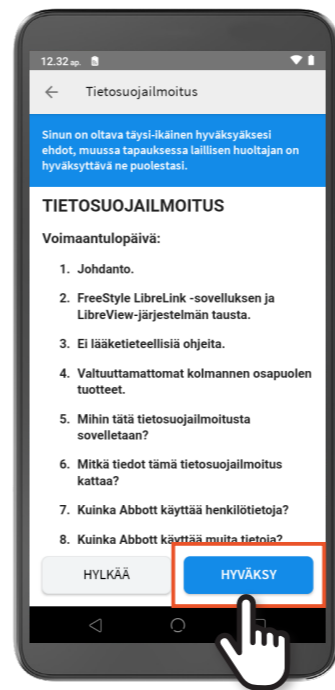 12.32 ap.
Tietosuojailmoitus
Sinun on oltava täysi-ikäinen hyväksyäksesi
ehdot, muussa tapauksessa laillisen huoltajan on
hyväksyttävä ne puolestasi.
TIETOSUOJAILMOITUS
Voimaantulopäivä:
1. Johdanto.
2. FreeStyle LibreLink -sovelluksen ja
LibreView-järjestelmän tausta.
3. Ei lääketieteellisiä ohjeita.
4. Valtuuttamattomat kolmannen osapuolen
tuotteet.
5. Mihin tätä tietosuojailmoitusta
sovelletaan?
6. Mitkä tiedot tämä tietosuojailmoitus
kattaa?
7. Kuinka Abbott käyttää henkilötietoja?
8. Kuinka Abbott käyttää muita tietoja?
HYLKÄÄ
HYVÄKSY